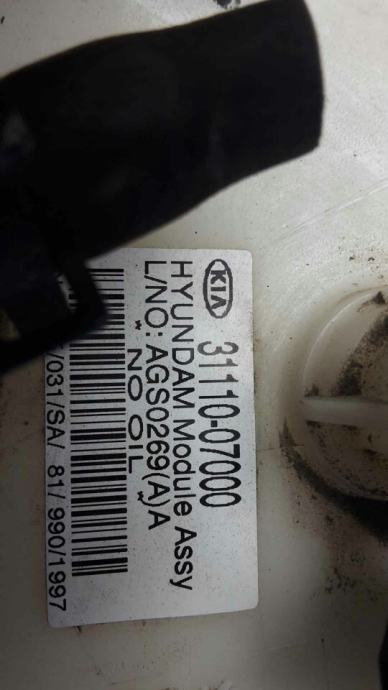 KIA 31110-07000
HYUNDAM Module Assy
L/NO: AGS0269(A)A
* NO OIL *
/031/SA/ 81/ 990/1997